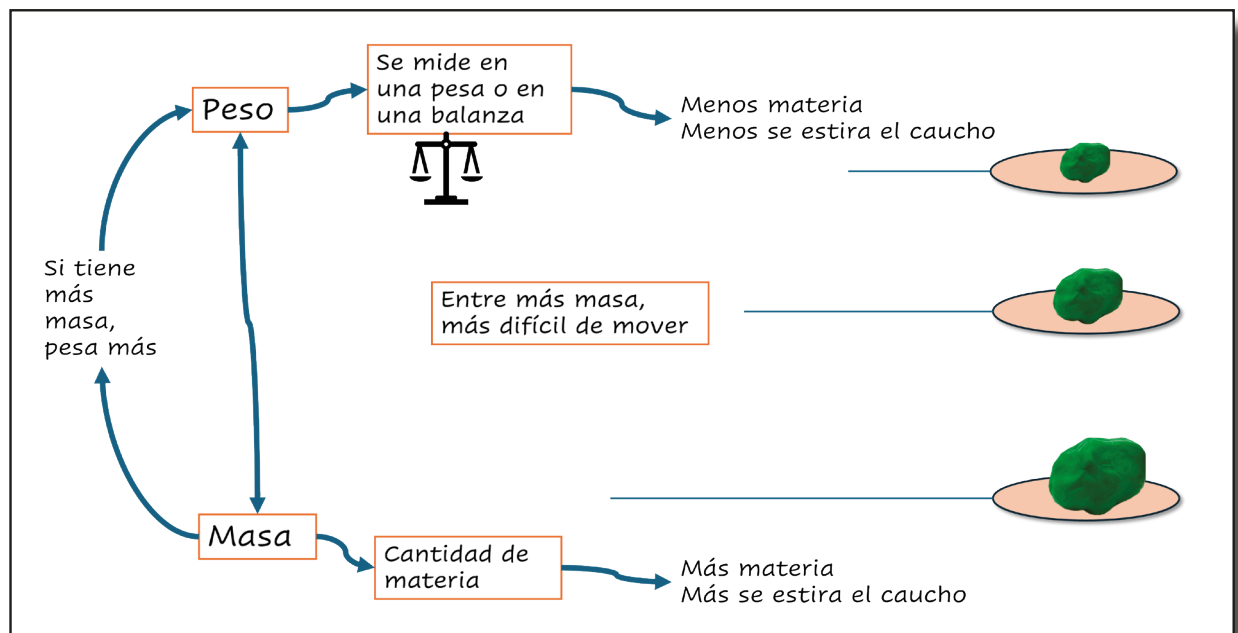 Peso
Se mide en
una pesa o en
una balanza
Menos materia
Menos se estira el caucho
Si tiene
más
masa,
pesa más
Entre más masa,
más difícil de mover
Masa
Cantidad de
materia
Más materia
Más se estira el caucho